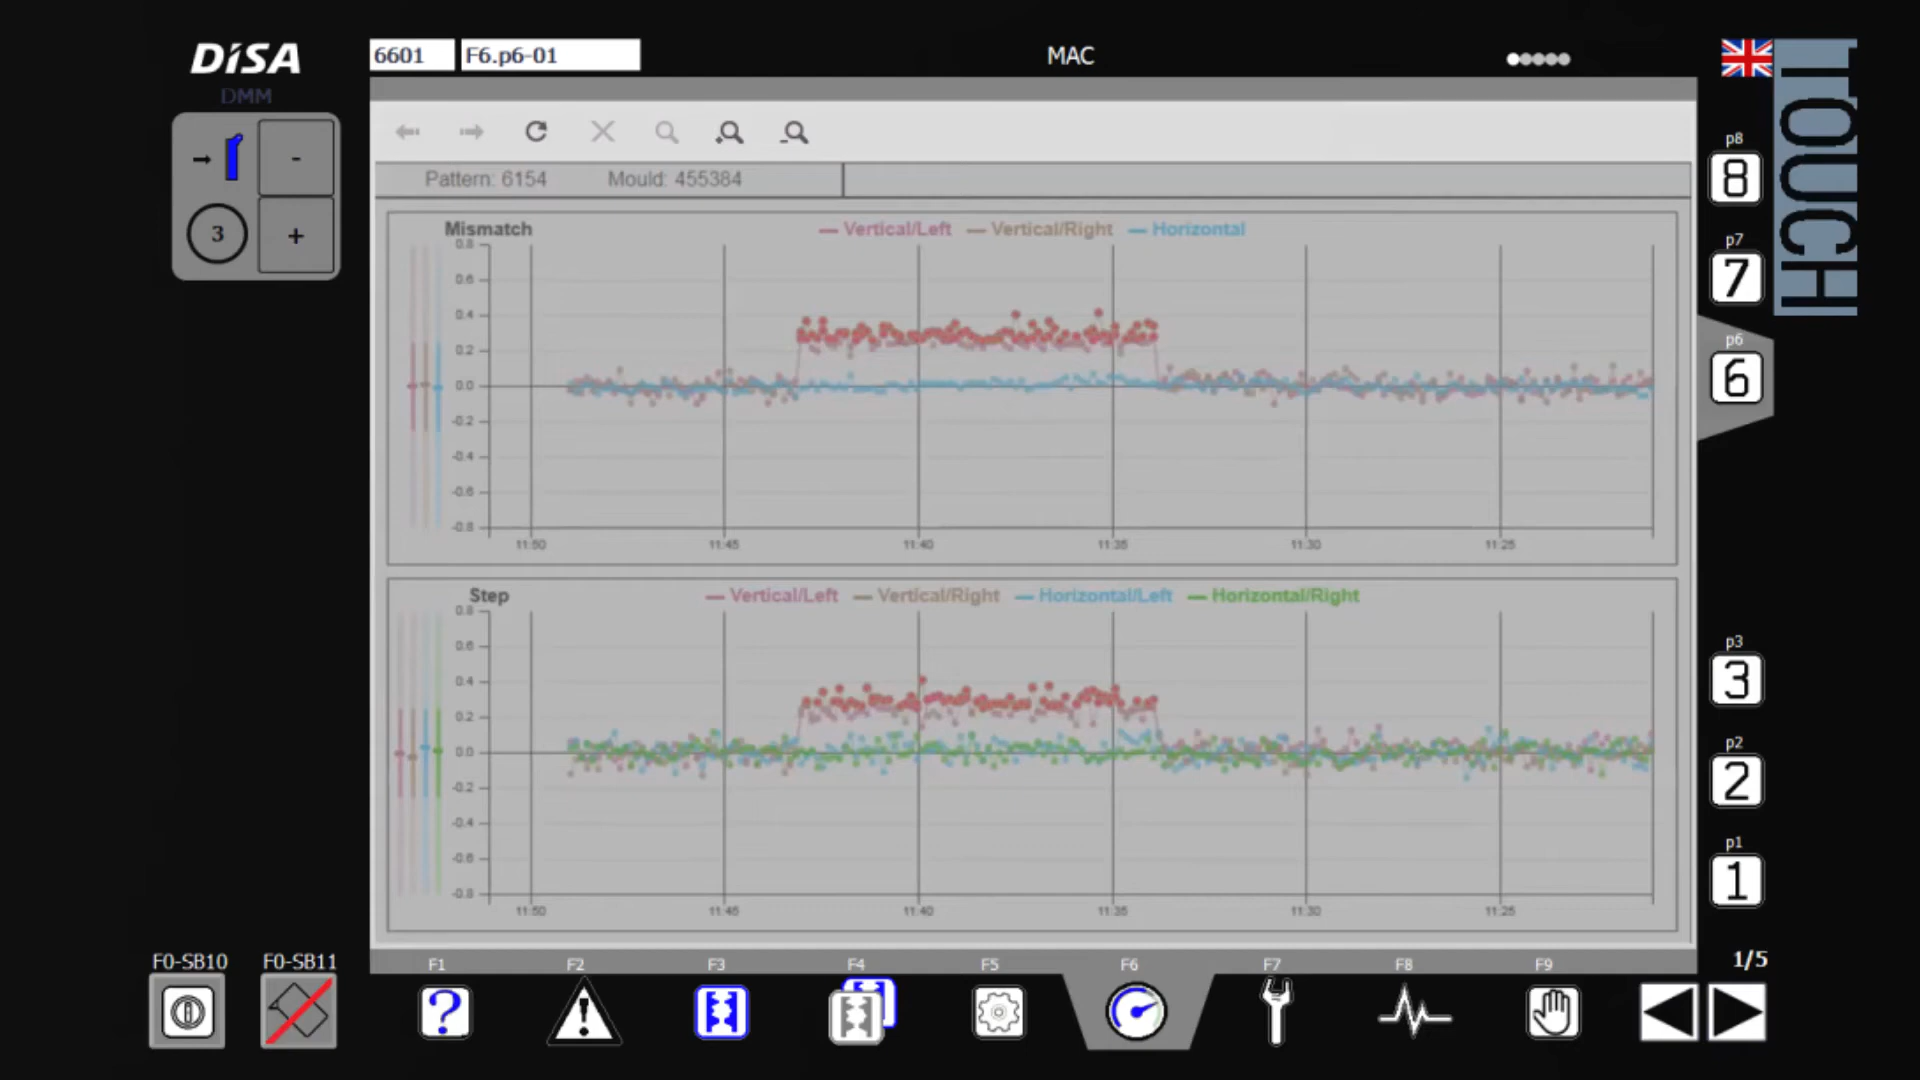 DISA
DMM
6601
F6.p6-01
MAC
TOUCH
-
3
+
Pattern: 6154
Mould: 455384
Mismatch
Vertical/Left
Vertical/Right
Horizontal
0.8
0.6
0.4
0.2
0.0
-0.2
-0.4
-0.6
-0.8
11:50
11:45
11:40
11:35
11:30
11:25
Step
Vertical/Left
Vertical/Right
Horizontal/Left
Horizontal/Right
0.8
0.6
0.4
0.2
0.0
-0.2
-0.4
-0.6
-0.8
11:50
11:45
11:40
11:35
11:30
11:25
p8
8
p7
7
p6
6
p3
3
p2
2
p1
1
F0-SB10
F0-SB11
F1
F2
F3
F4
F5
F6
F7
F8
F9
1/5
?
!